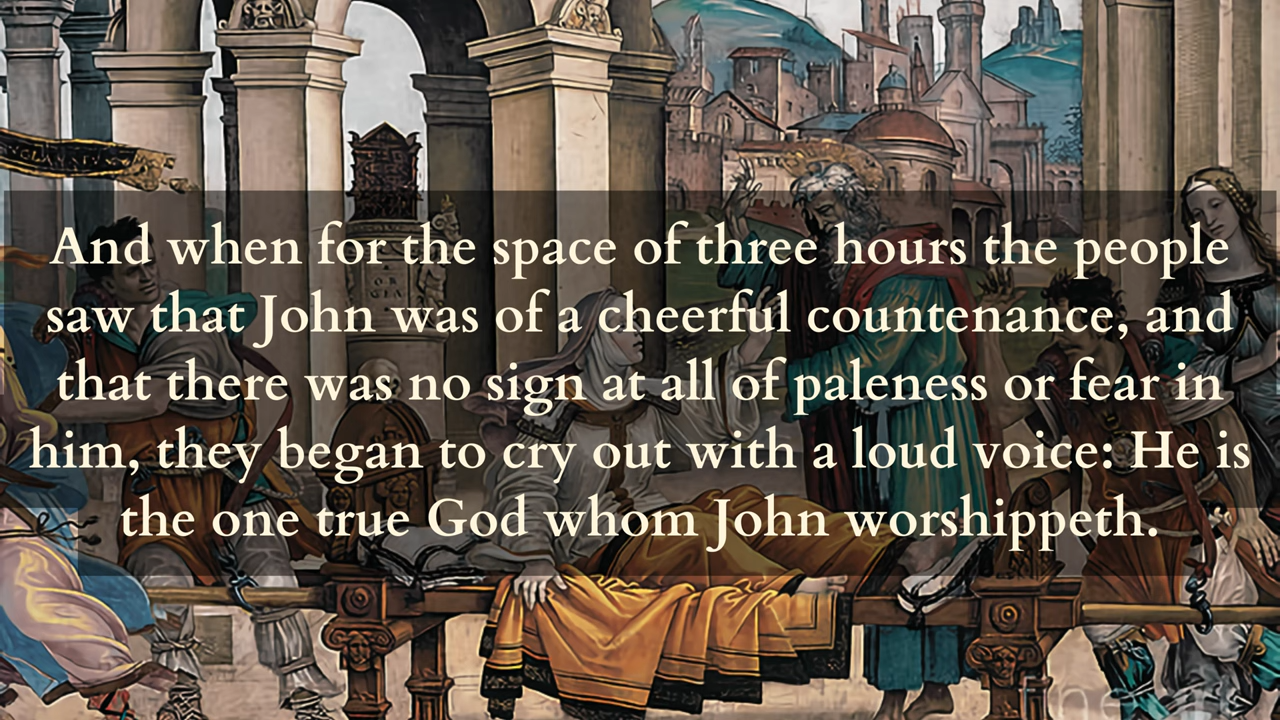 And when for the space of three hours the people
saw that John was of a cheerful countenance, and
that there was no sign at all of paleness or fear in
him, they began to cry out with a loud voice: He is
the one true God whom John worshippeth.